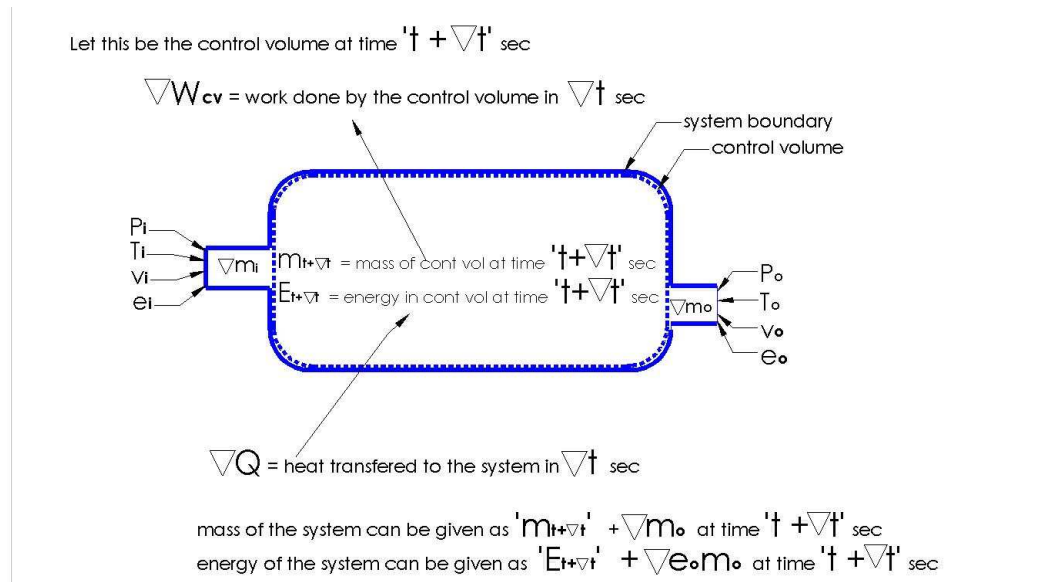 Let this be the control volume at time 't + ▽t' sec
▽Wcv = work done by the control volume in ▽t sec
system boundary
control volume
Pi
Ti
vi
ei
▽mi
mt+▽t = mass of cont vol at time 't+▽t' sec
Et+▽t = energy in cont vol at time 't+▽t' sec
▽mo
Po
To
vo
eo
▽Q = heat transfered to the system in ▽t sec
mass of the system can be given as 'mt+▽t' + ▽mo at time 't +▽t' sec
energy of the system can be given as 'Et+▽t' + ▽eomo at time 't +▽t' sec